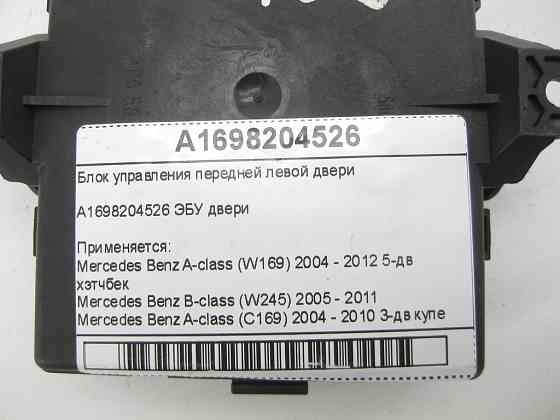 A1698204526
Блок управления передней левой двери
A1698204526 ЭБУ двери
Применяется:
Mercedes Benz A-class (W169) 2004 - 2012 5-дв
хэтчбек
Mercedes Benz B-class (W245) 2005 - 2011
Mercedes Benz A-class (C169) 2004 - 2010 3-дв купе